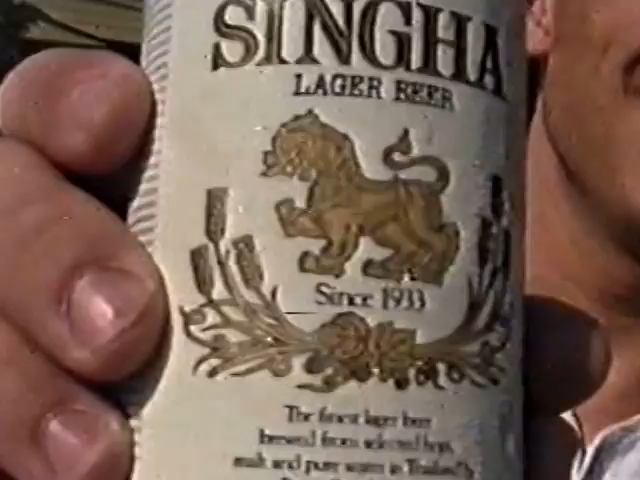 SINGHA
LAGER BEER
Since 1933
The finest lager beer
brewed from selected hops,
malt and pure water in Thailand by